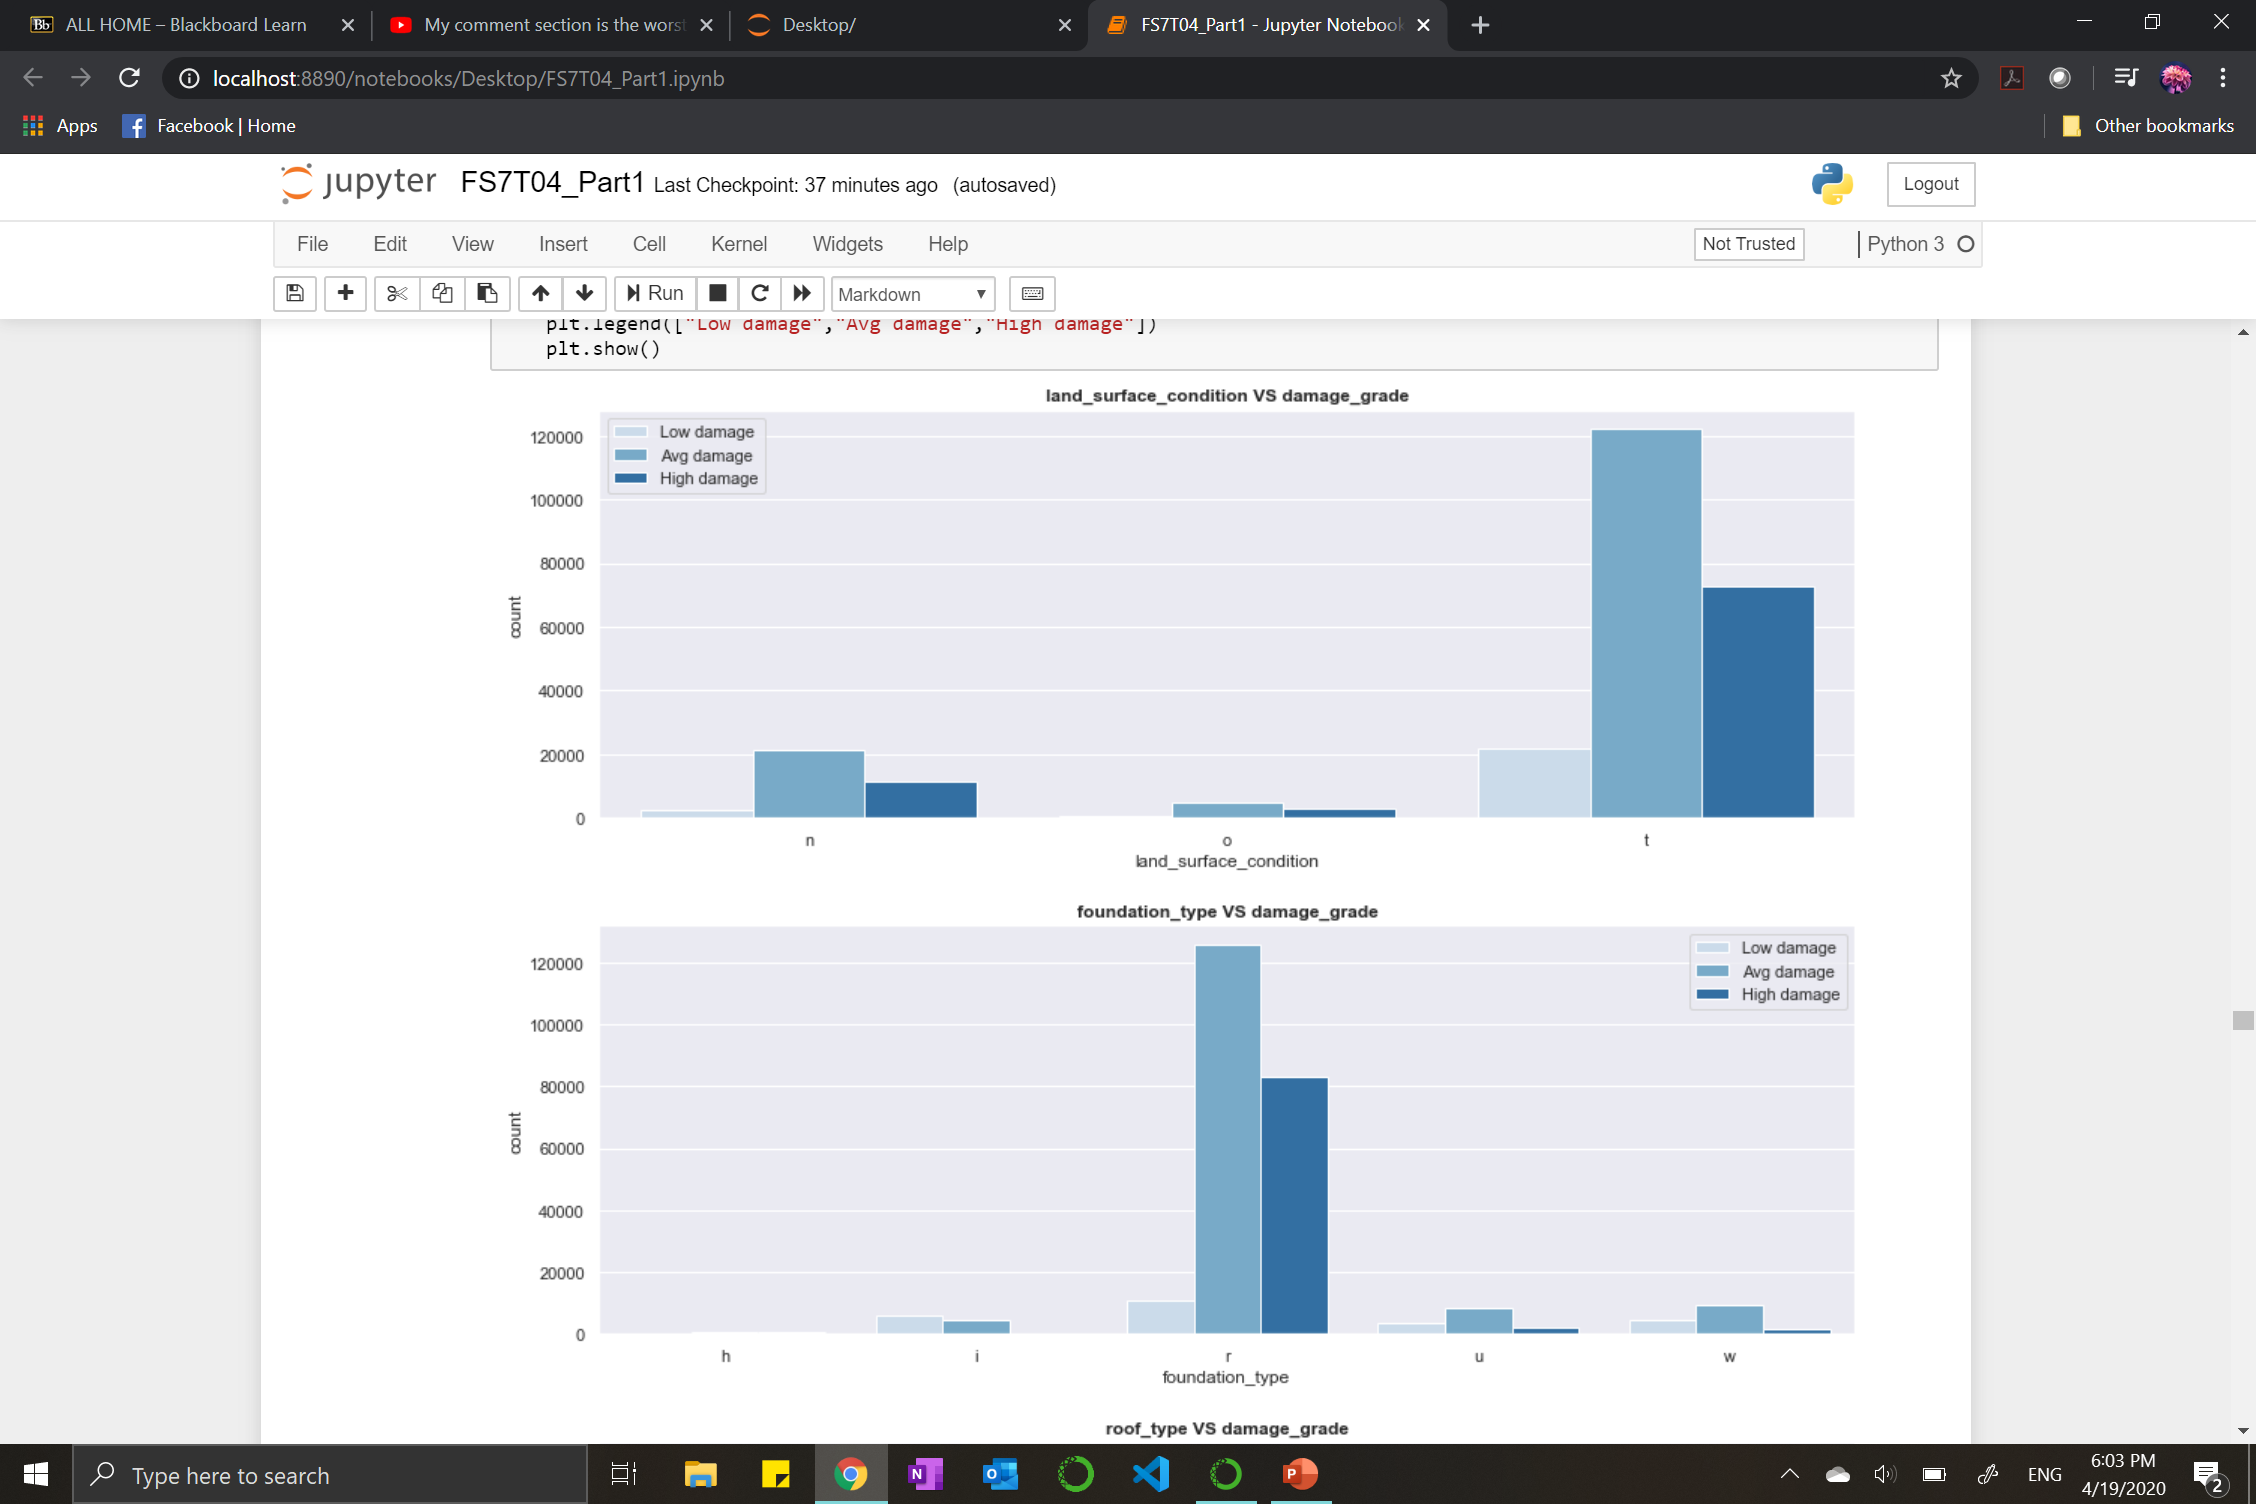 ALL HOME – Blackboard Learn
My comment section is the worst
Desktop/
FS7T04_Part1 - Jupyter Notebook
localhost:8890/notebooks/Desktop/FS7T04_Part1.ipynb
Apps
Facebook | Home
Other bookmarks
jupyter FS7T04_Part1 Last Checkpoint: 37 minutes ago (autosaved)
Logout
File Edit View Insert Cell Kernel Widgets Help
Not Trusted
Python 3
Run
Markdown
plt.legend(["Low damage","Avg damage","High damage"])
plt.show()
land_surface_condition VS damage_grade
Low damage
Avg damage
High damage
120000
100000
80000
60000
40000
20000
0
count
n o t
land_surface_condition
foundation_type VS damage_grade
Low damage
Avg damage
High damage
120000
100000
80000
60000
40000
20000
0
count
h i r u w
foundation_type
roof_type VS damage_grade
Type here to search
ENG
6:03 PM
4/19/2020
2